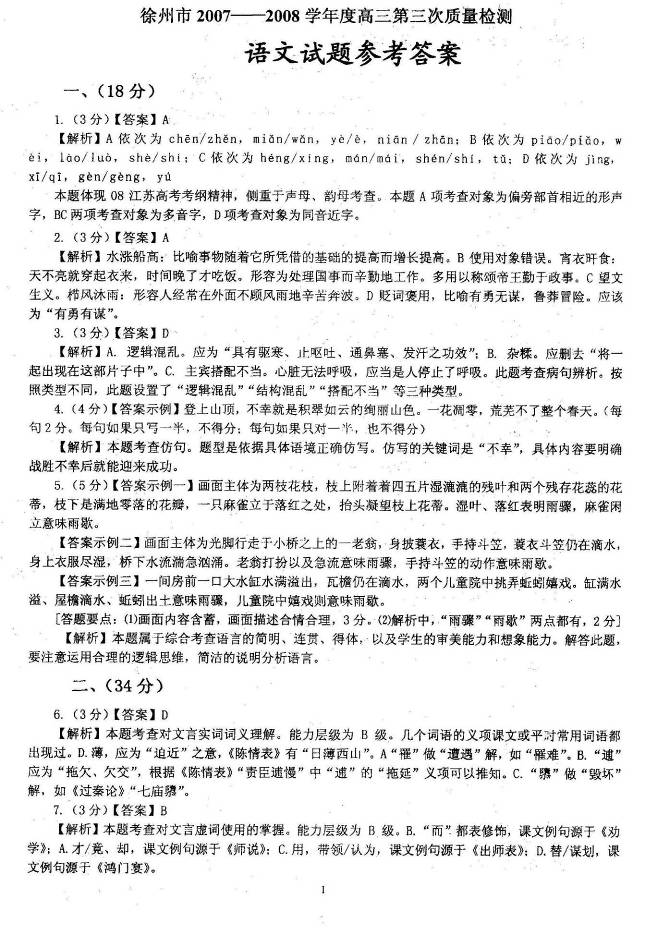 徐州市2007——2008学年度高三第三次质量检测
语文试题参考答案
一、（18分）
1.（3分）【答案】A
【解析】A 依次为 chēn/zhěn，miǎn/wǎn，yè/è，niān / zhān；B 依次为 piāo/piǎo，w
èi，lào/luò，shè/shí；C 依次为 héng/xíng，mán/mái，shén/shí，tǔ；D 依次为 jìng，
xī/qī，gèn/gèng，yú
本题体现 08 江苏高考考纲精神，侧重于声母、韵母考查。本题 A 项考查对象为偏旁部首相近的形声
字，BC 两项考查对象为多音字，D 项考查对象为同音近字。
2.（3分）【答案】A
【解析】水涨船高：比喻事物随着它所凭借的基础的提高而增长提高。B 使用对象错误。宵衣旰食：
天不亮就穿起衣来，时间晚了才吃饭。形容为处理国事而辛勤地工作。多用以称颂帝王勤于政事。C 望文
生义。栉风沐雨：形容人经常在外面不顾风雨地辛苦奔波。D 贬词褒用，比喻有勇无谋，鲁莽冒险。应该
为“有勇有谋”。
3.（3分）【答案】D
【解析】A. 逻辑混乱。应为“具有驱寒、止呕吐、通鼻塞、发汗之功效”；B. 杂糅。应删去“将一
起出现在这部片子中”。C. 主宾搭配不当。心脏无法呼吸，应当是人停止了呼吸。此题考查病句辨析。按
照类型不同，此题设置了“逻辑混乱”“结构混乱”“搭配不当”等三种类型。
4.（4分）【答案示例】登上山顶，不幸就是积翠如云的绚丽山色。一花凋零，荒芜不了整个春天。（每
句2分。每句如果只写一半，不得分；每句如果只对一半，也不得分）
【解析】本题考查仿句。题型是依据具体语境正确仿写。仿写的关键词是“不幸”，具体内容要明确
战胜不幸后就能迎来成功。
5.（5分）【答案示例一】画面主体为两枝花枝，枝上附着着四五片湿漉漉的残叶和两个残存花蕊的花
蒂，枝下是满地零落的花瓣，一只麻雀立于落红之处，抬头凝望枝上花蒂。湿叶、落红表明雨骤，麻雀闲
立意味雨歇。
【答案示例二】画面主体为光脚行走于小桥之上的一老翁，身披蓑衣，手持斗笠，蓑衣斗笠仍在滴水，
身上衣服尽湿，桥下水流湍急汹涌。老翁打扮以及急流意味雨骤，手持斗笠的动作意味雨歇。
【答案示例三】一间房前一口大水缸水满溢出，瓦檐仍在滴水，两个儿童院中挑弄蚯蚓嬉戏。缸满水
溢、屋檐滴水、蚯蚓出土意味雨骤，儿童院中嬉戏则意味雨歇。
[答题要点：⑴画面内容含蓄，画面描述合情合理，3分。⑵解析中，“雨骤”“雨歇”两点都有，2分]
【解析】本题属于综合考查语言的简明、连贯、得体，以及学生的审美能力和想象能力。解答此题，
要注意运用合理的逻辑思维，简洁的说明分析语言。
二、（34分）
6.（3分）【答案】D
【解析】本题考查对文言实词词义理解。能力层级为 B 级。几个词语的义项课文或平时常用词语都
出现过。D.薄，应为“迫近”之意，《陈情表》有“日薄西山”。A“罹”做“遭遇”解，如“罹难”。B.“逋”
应为“拖欠、欠交”，根据《陈情表》“责臣逋慢”中“逋”的“拖延”义项可以推知。C.“隳”做“毁坏”
解，如《过秦论》“七庙隳”。
7.（3分）【答案】B
【解析】本题考查对文言虚词使用的掌握。能力层级为 B 级。B.“而”都表修饰，课文例句源于《劝
学》；A.才/竟、却，课文例句源于《师说》；C.用，带领/认为，课文例句源于《出师表》；D.替/谋划，课
文例句源于《鸿门宴》。
1